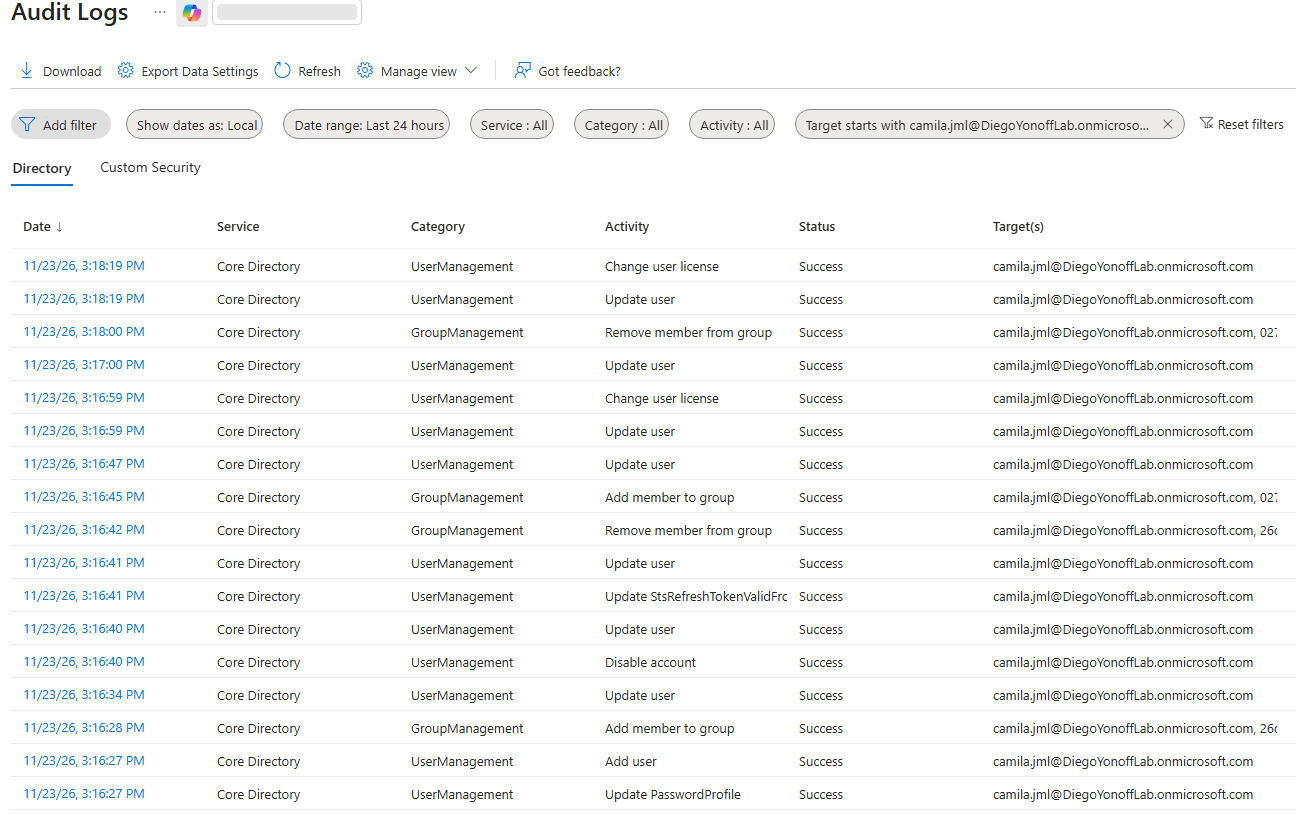 Audit Logs ...
Download Export Data Settings Refresh Manage view Got feedback?
Add filter Show dates as: Local Date range: Last 24 hours Service : All Category : All Activity : All Target starts with camila.jml@DiegoYonoffLab.onmicroso... Reset filters
Directory Custom Security
Date ↓ Service Category Activity Status Target(s)
11/23/26, 3:18:19 PM Core Directory UserManagement Change user license Success camila.jml@DiegoYonoffLab.onmicrosoft.com
11/23/26, 3:18:19 PM Core Directory UserManagement Update user Success camila.jml@DiegoYonoffLab.onmicrosoft.com
11/23/26, 3:18:00 PM Core Directory GroupManagement Remove member from group Success camila.jml@DiegoYonoffLab.onmicrosoft.com, 027
11/23/26, 3:17:00 PM Core Directory UserManagement Update user Success camila.jml@DiegoYonoffLab.onmicrosoft.com
11/23/26, 3:16:59 PM Core Directory UserManagement Change user license Success camila.jml@DiegoYonoffLab.onmicrosoft.com
11/23/26, 3:16:59 PM Core Directory UserManagement Update user Success camila.jml@DiegoYonoffLab.onmicrosoft.com
11/23/26, 3:16:47 PM Core Directory UserManagement Update user Success camila.jml@DiegoYonoffLab.onmicrosoft.com
11/23/26, 3:16:45 PM Core Directory GroupManagement Add member to group Success camila.jml@DiegoYonoffLab.onmicrosoft.com, 027
11/23/26, 3:16:42 PM Core Directory GroupManagement Remove member from group Success camila.jml@DiegoYonoffLab.onmicrosoft.com, 26
11/23/26, 3:16:41 PM Core Directory UserManagement Update user Success camila.jml@DiegoYonoffLab.onmicrosoft.com
11/23/26, 3:16:41 PM Core Directory UserManagement Update StsRefreshTokenValidFrc Success camila.jml@DiegoYonoffLab.onmicrosoft.com
11/23/26, 3:16:40 PM Core Directory UserManagement Update user Success camila.jml@DiegoYonoffLab.onmicrosoft.com
11/23/26, 3:16:40 PM Core Directory UserManagement Disable account Success camila.jml@DiegoYonoffLab.onmicrosoft.com
11/23/26, 3:16:34 PM Core Directory UserManagement Update user Success camila.jml@DiegoYonoffLab.onmicrosoft.com
11/23/26, 3:16:28 PM Core Directory GroupManagement Add member to group Success camila.jml@DiegoYonoffLab.onmicrosoft.com, 26
11/23/26, 3:16:27 PM Core Directory UserManagement Add user Success camila.jml@DiegoYonoffLab.onmicrosoft.com
11/23/26, 3:16:27 PM Core Directory UserManagement Update PasswordProfile Success camila.jml@DiegoYonoffLab.onmicrosoft.com